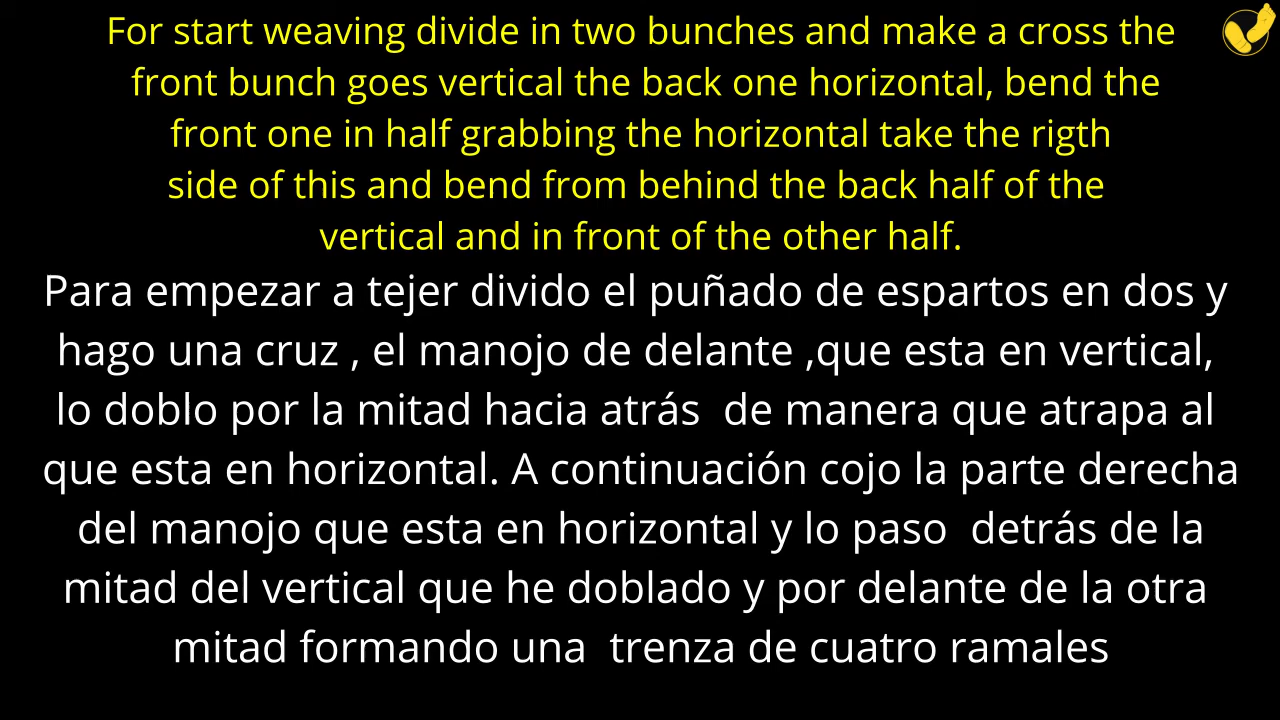 For start weaving divide in two bunches and make a cross the
front bunch goes vertical the back one horizontal, bend the
front one in half grabbing the horizontal take the rigth
side of this and bend from behind the back half of the
vertical and in front of the other half.
Para empezar a tejer divido el puñado de espartos en dos y
hago una cruz , el manojo de delante ,que esta en vertical,
lo doblo por la mitad hacia atrás  de manera que atrapa al
que esta en horizontal. A continuación cojo la parte derecha
del manojo que esta en horizontal y lo paso  detrás de la
mitad del vertical que he doblado y por delante de la otra
mitad formando una  trenza de cuatro ramales